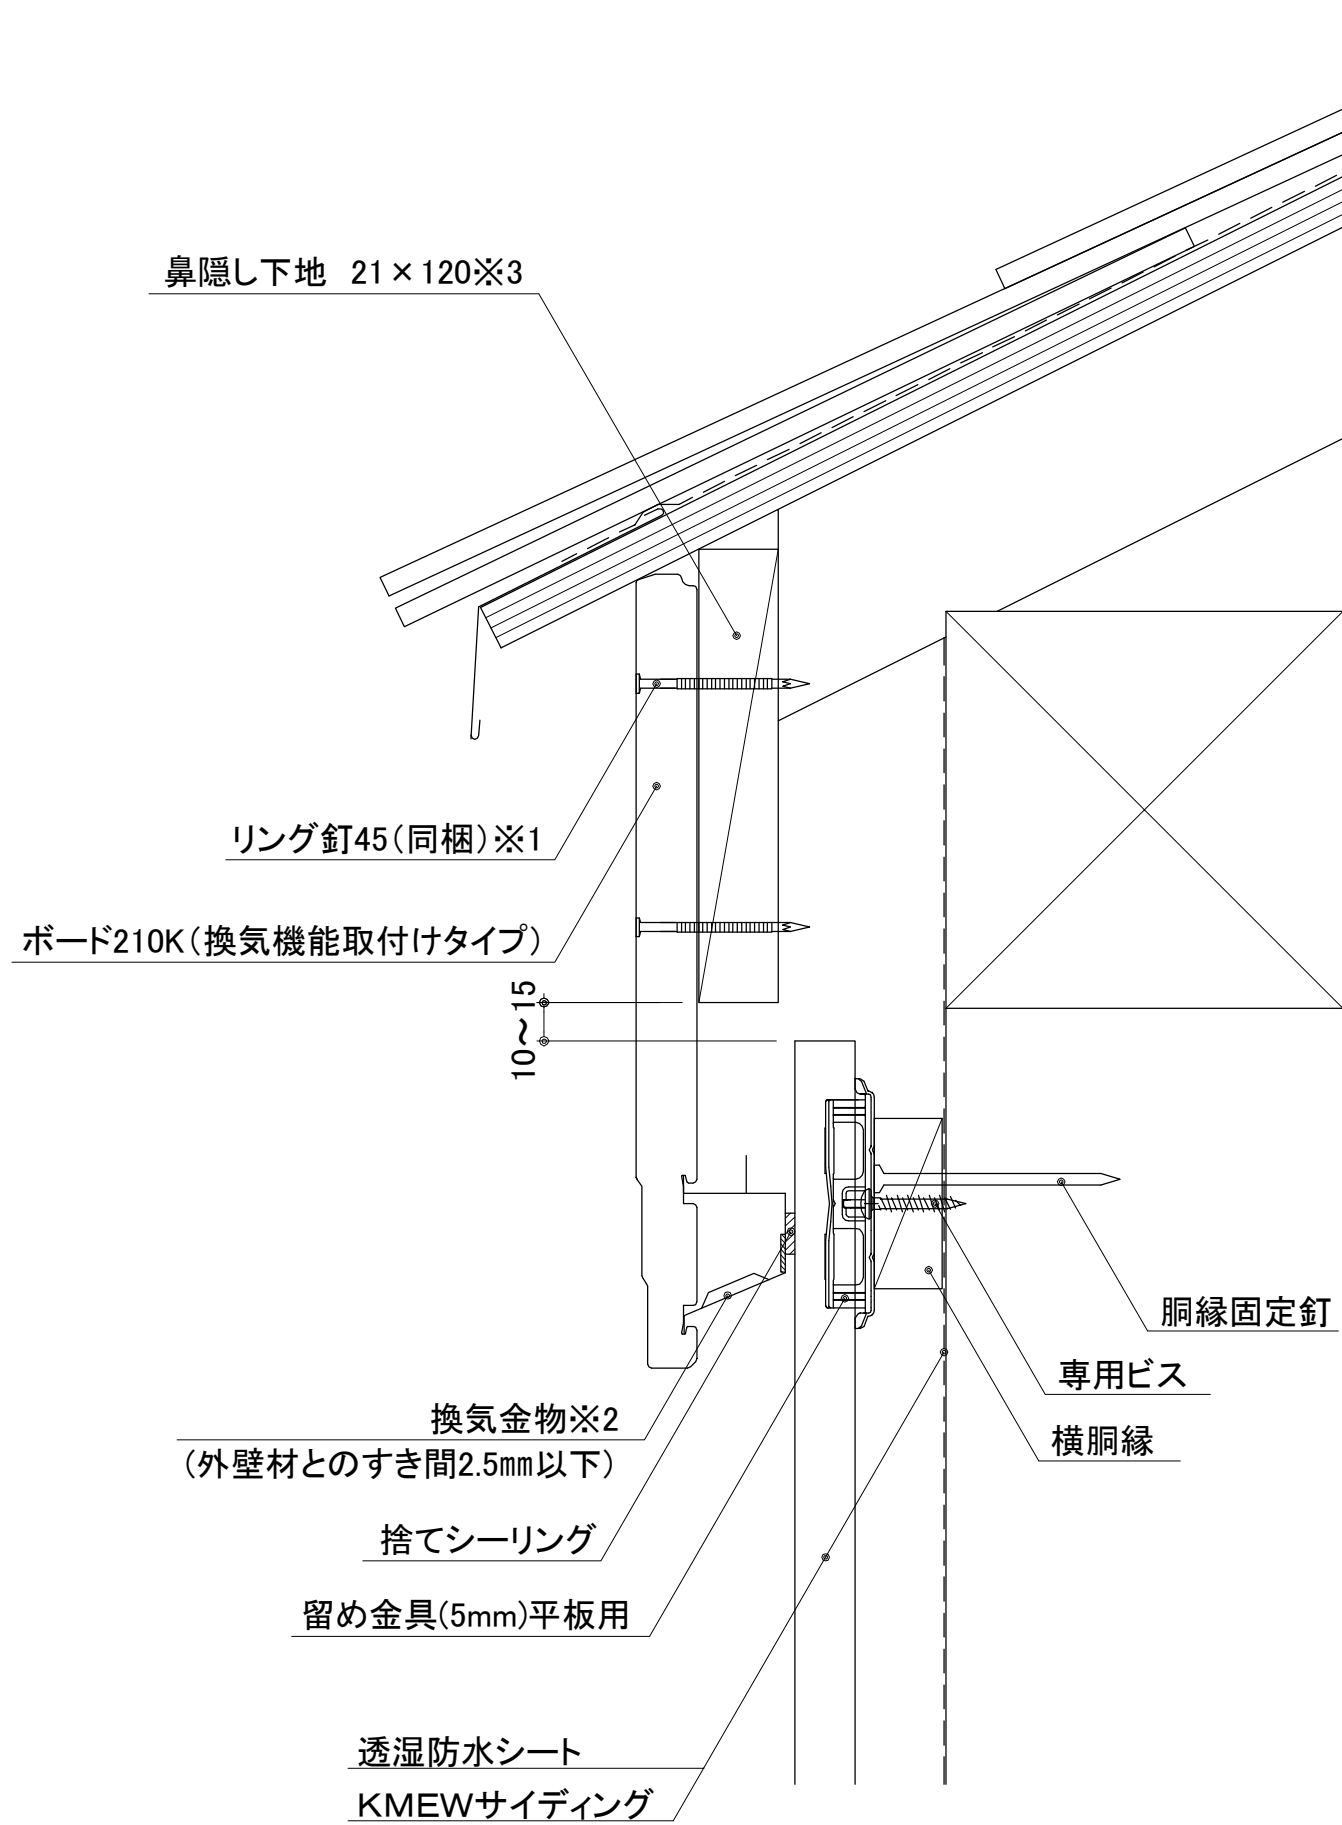 鼻隠し下地　21×120※3
リング釘45(同梱)※1
ボード210K(換気機能取付けタイプ)
10～15
胴縁固定釘
専用ビス
換気金物※2
横胴縁
(外壁材とのすき間2.5㎜以下)
捨てシーリング
留め金具(5mm)平板用
透湿防水シート
KMEWサイディング